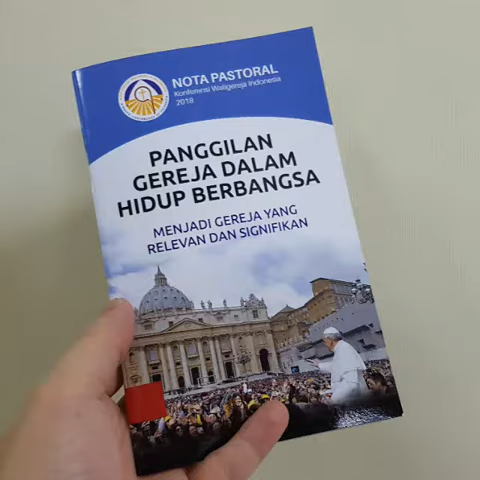 NOTA PASTORAL
Konferensi Waligereja Indonesia
2018
PANGGILAN
GEREJA DALAM
HIDUP BERBANGSA
MENJADI GEREJA YANG
RELEVAN DAN SIGNIFIKAN